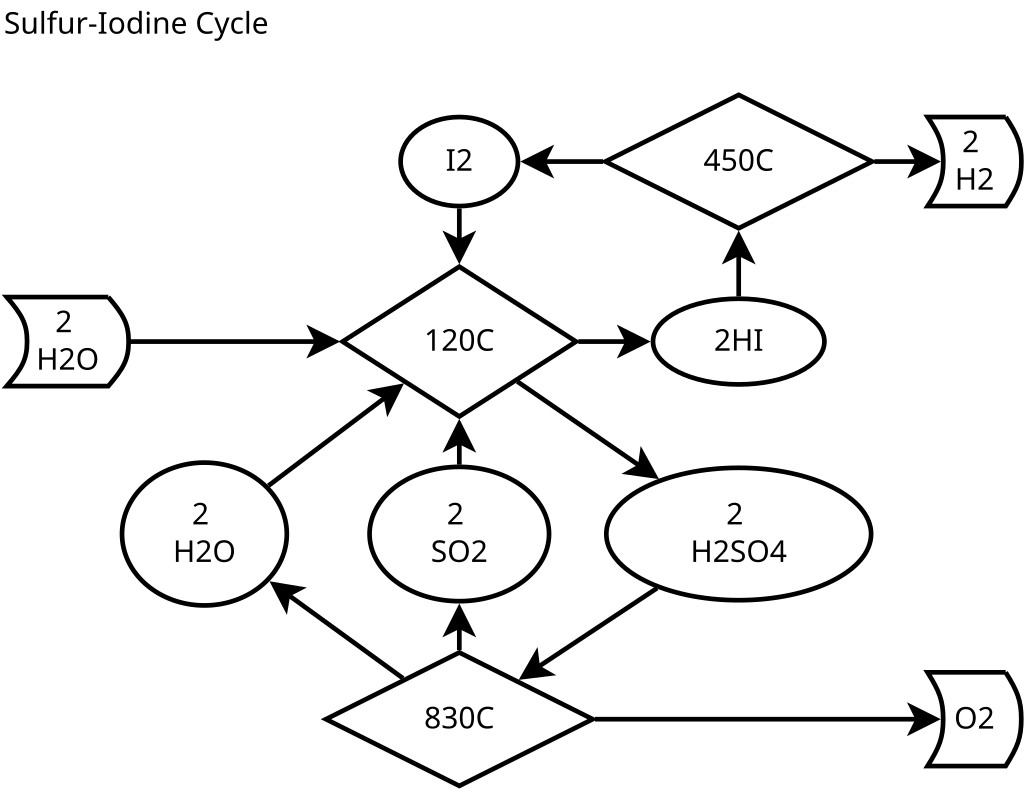 Sulfur-Iodine Cycle
I2
450C
2
H2
2
H2O
120C
2HI
2
H2O
2
SO2
2
H2SO4
830C
O2